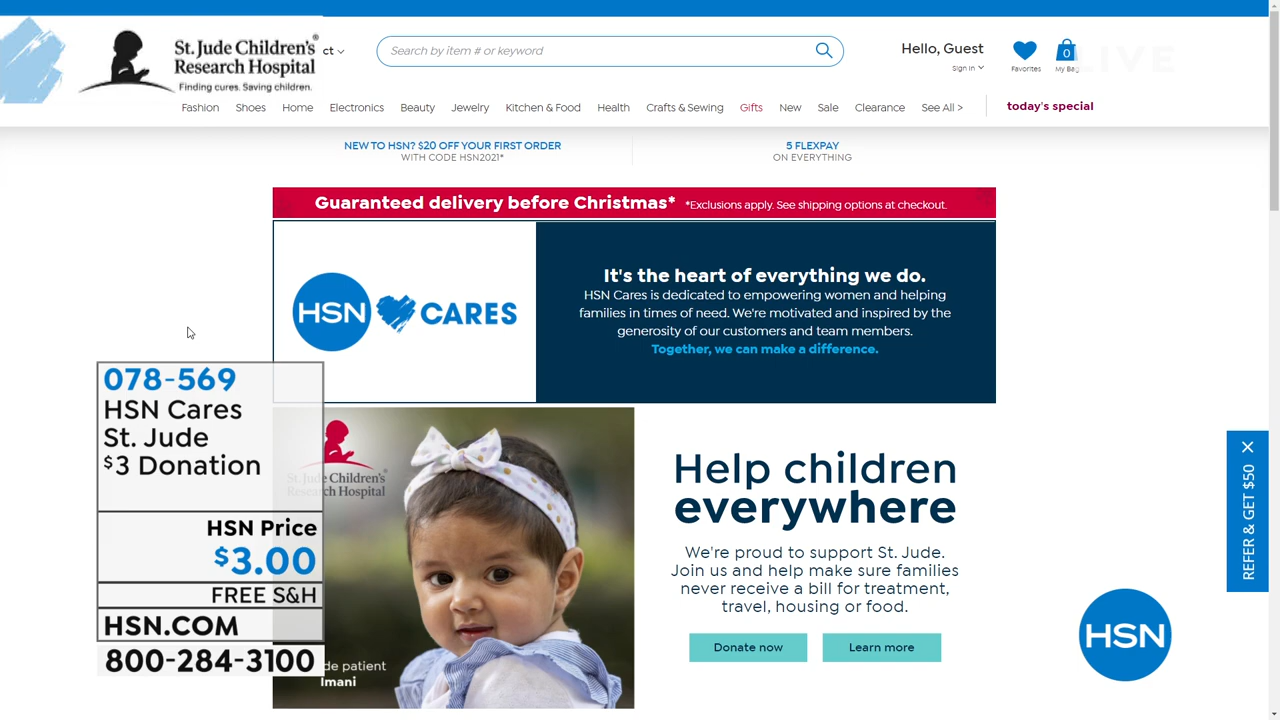 St. Jude Children's®
Research Hospital
Finding cures. Saving children.
ct
Search by item # or keyword
Hello, Guest
Sign in
Favorites
0
My Bag
LIVE
Fashion Shoes Home Electronics Beauty Jewelry Kitchen & Food Health Crafts & Sewing Gifts New Sale Clearance See All > today's special
NEW TO HSN? $20 OFF YOUR FIRST ORDER
WITH CODE HSN2021*
5 FLEXPAY
ON EVERYTHING
Guaranteed delivery before Christmas* *Exclusions apply. See shipping options at checkout.
HSN CARES
It's the heart of everything we do.
HSN Cares is dedicated to empowering women and helping
families in times of need. We're motivated and inspired by the
generosity of our customers and team members.
Together, we can make a difference.
078-569
HSN Cares
St. Jude
$3 Donation
HSN Price
$3.00
FREE S&H
HSN.COM
800-284-3100
St. Jude Children's
Research Hospital
de patient
Imani
Help children
everywhere
We're proud to support St. Jude.
Join us and help make sure families
never receive a bill for treatment,
travel, housing or food.
Donate now Learn more
REFER & GET $50
HSN